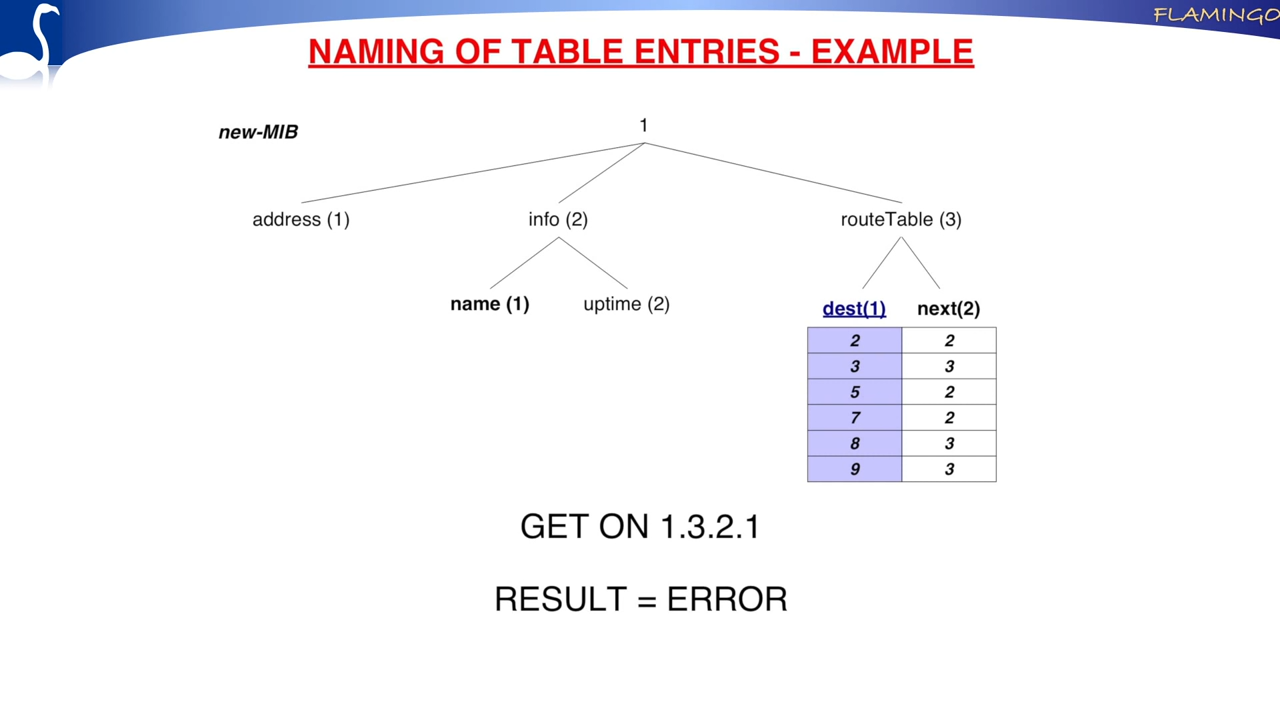 FLAMINGO
NAMING OF TABLE ENTRIES - EXAMPLE
new-MIB
1
address (1)
info (2)
routeTable (3)
name (1)
uptime (2)
dest(1)
next(2)
2 2
3 3
5 2
7 2
8 3
9 3
GET ON 1.3.2.1
RESULT = ERROR